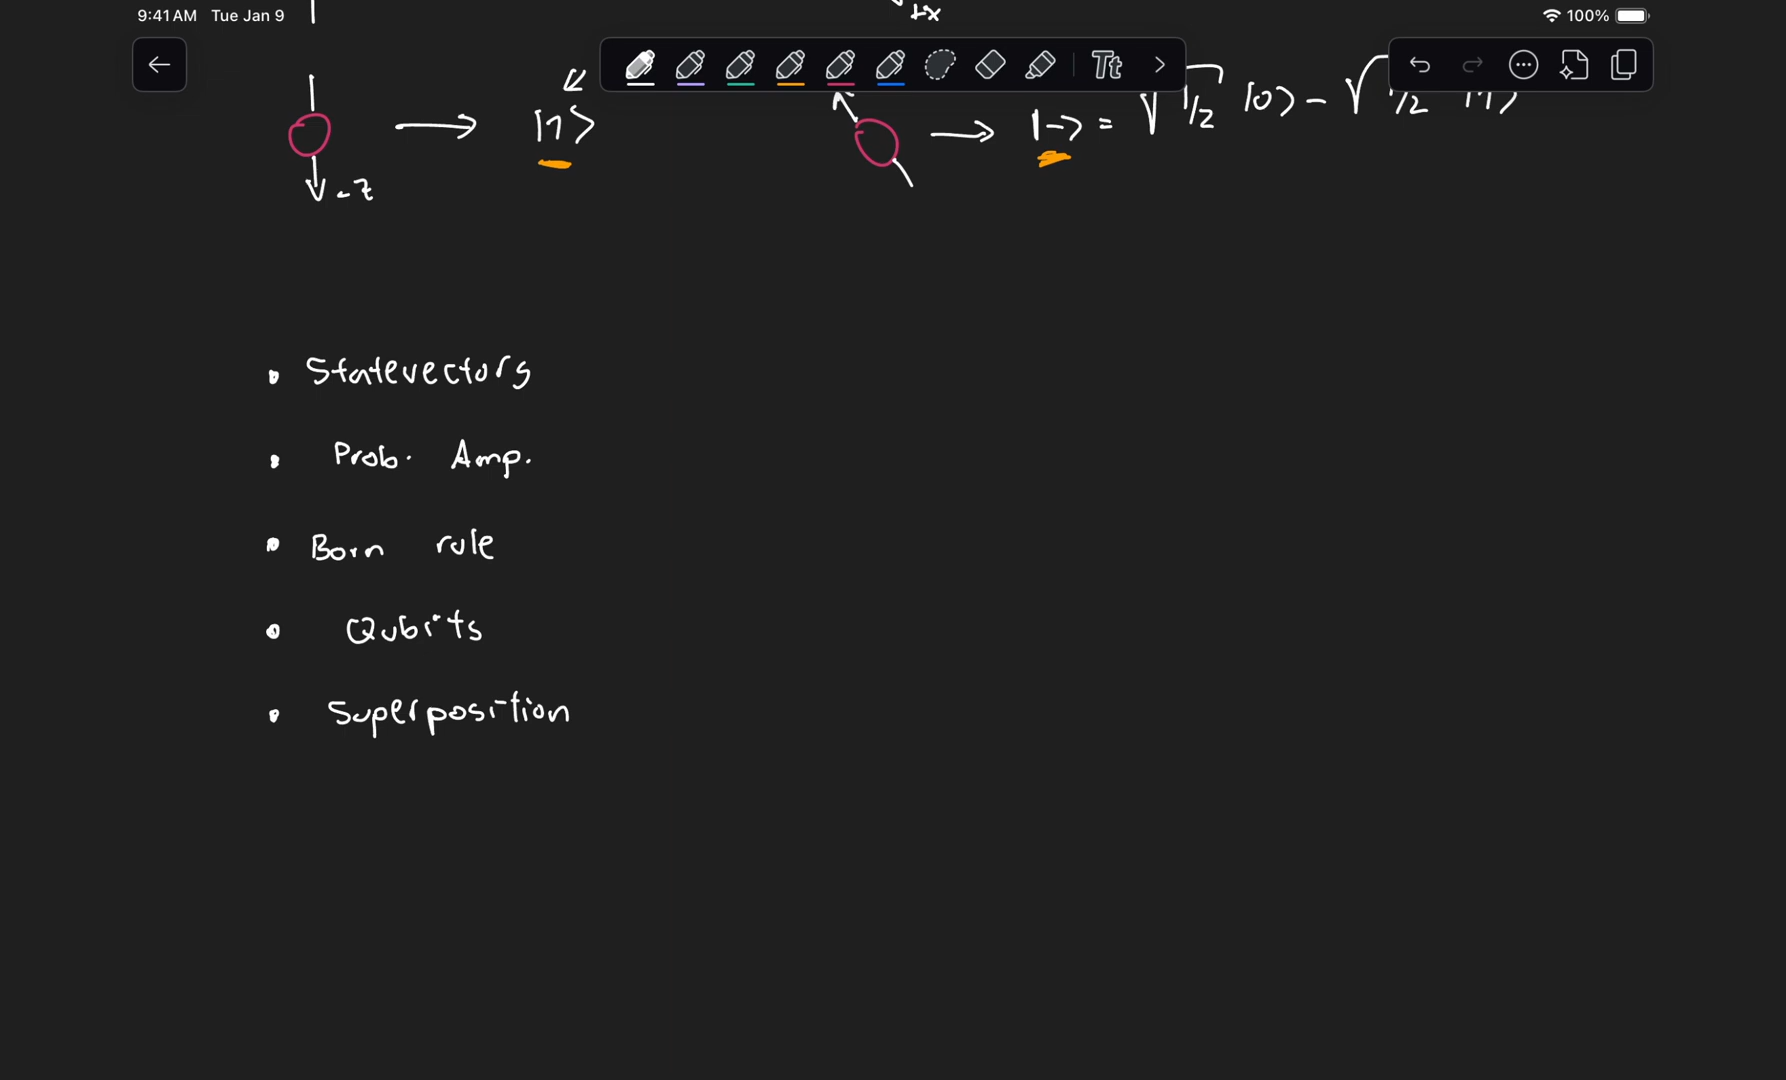 9:41 AM Tue Jan 9
100%
+x
Tt
|1⟩
|−⟩ = √1/2 |0⟩ − √1/2 |1⟩
-z
• Statevectors
• Prob. Amp.
• Born rule
• Qubits
• Superposition